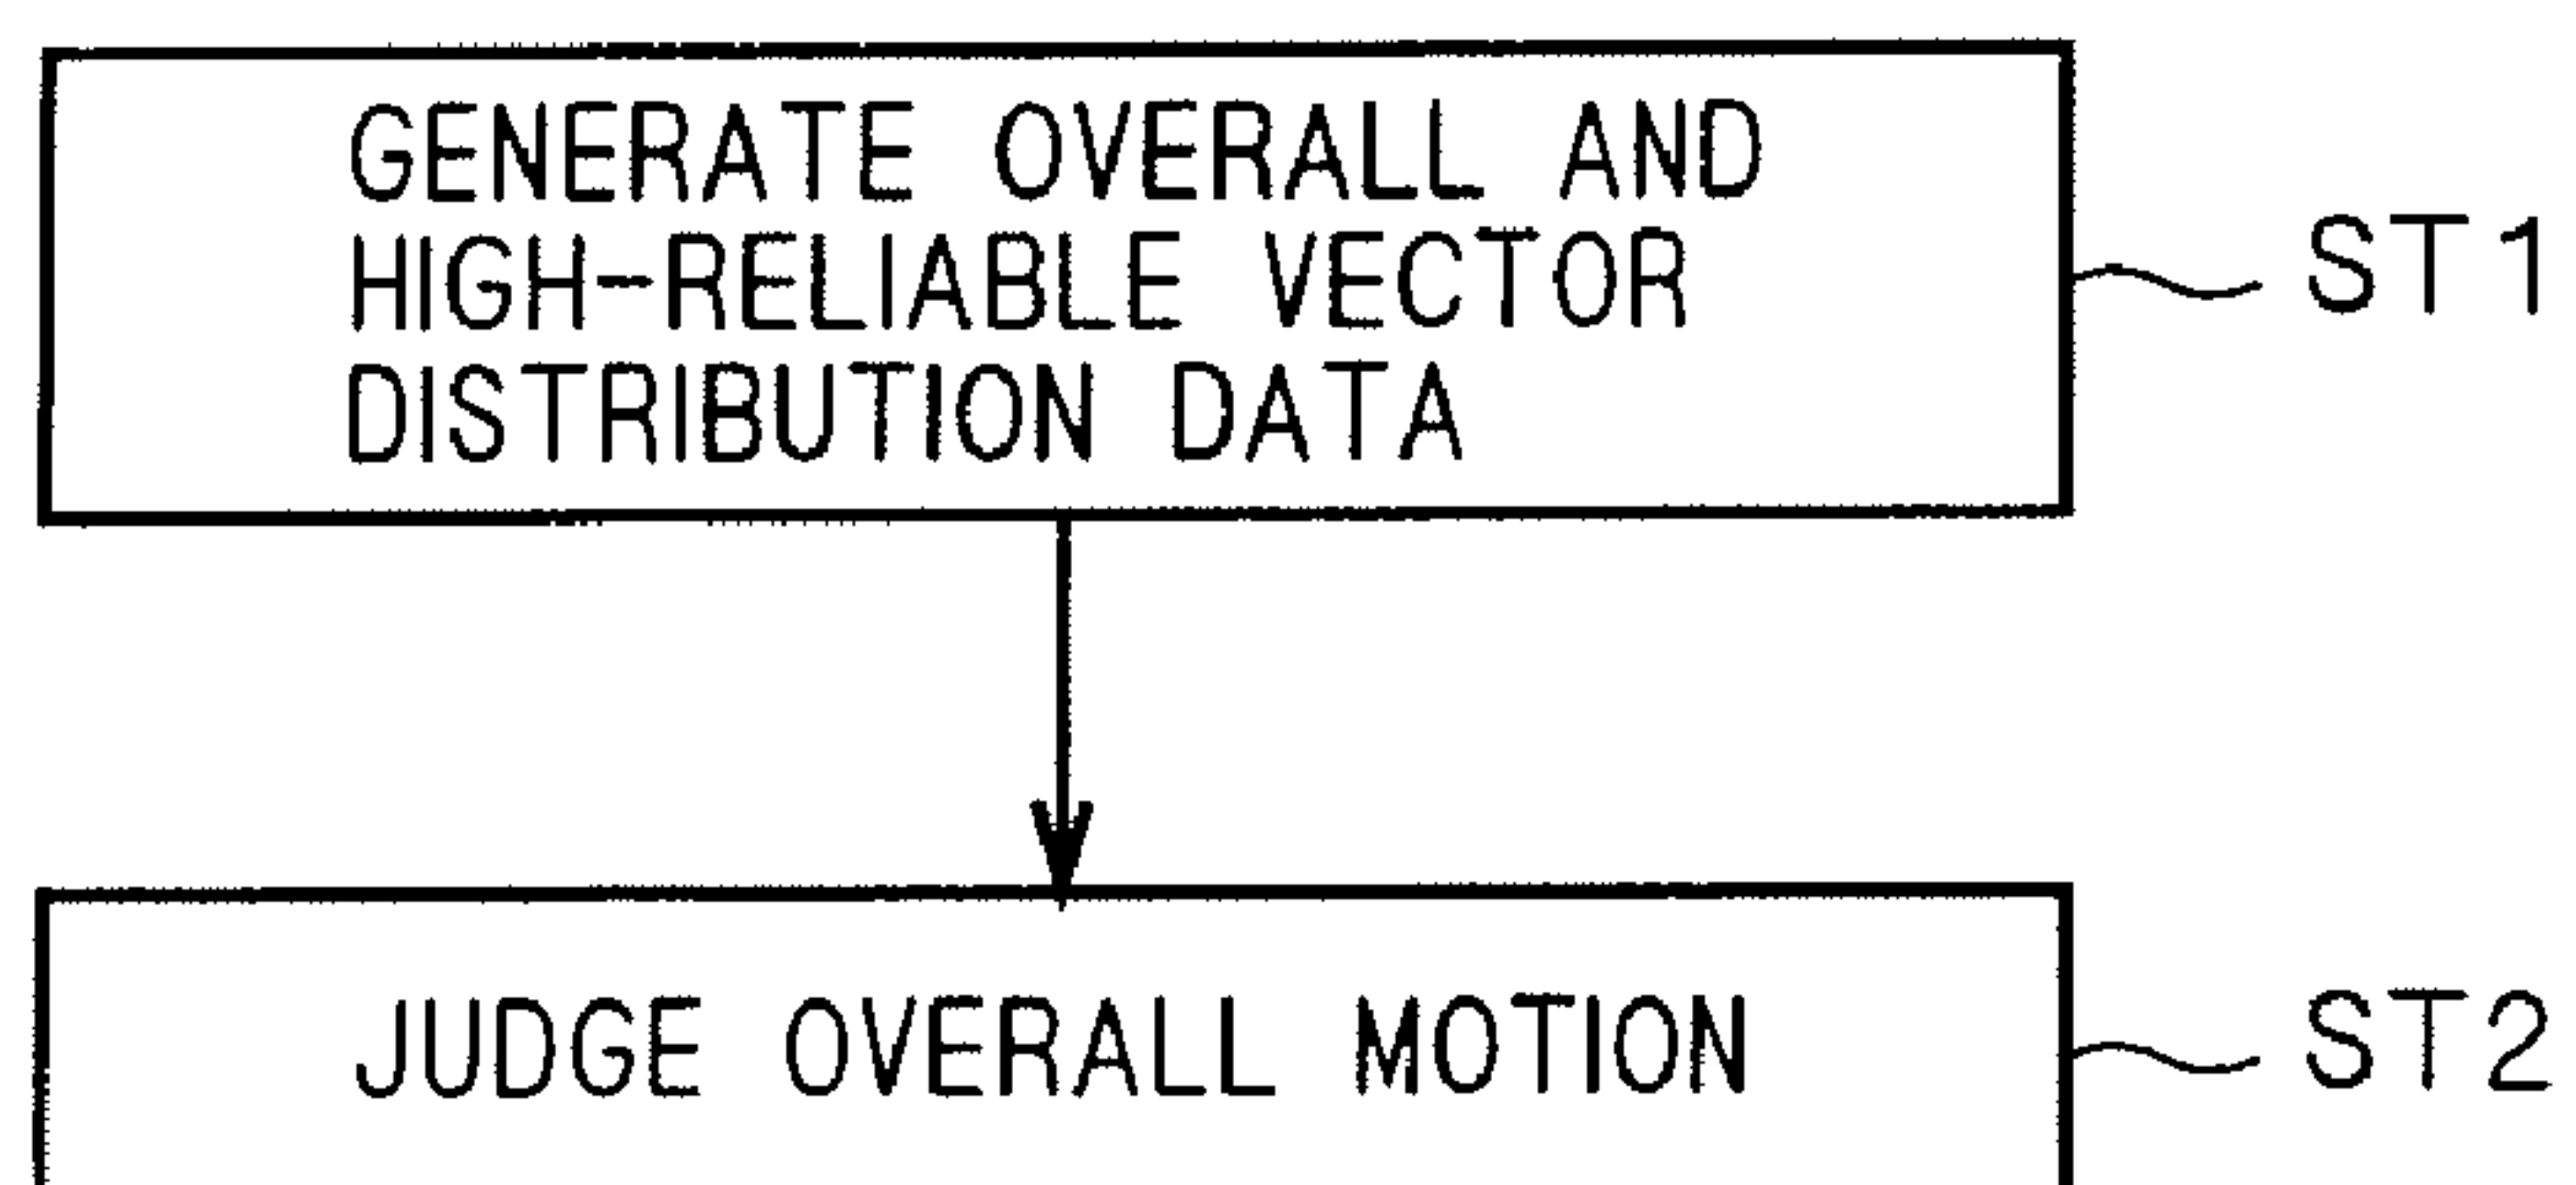 GENERATE OVERALL AND
HIGH-RELIABLE VECTOR
DISTRIBUTION DATA
ST1
JUDGE OVERALL MOTION
ST2